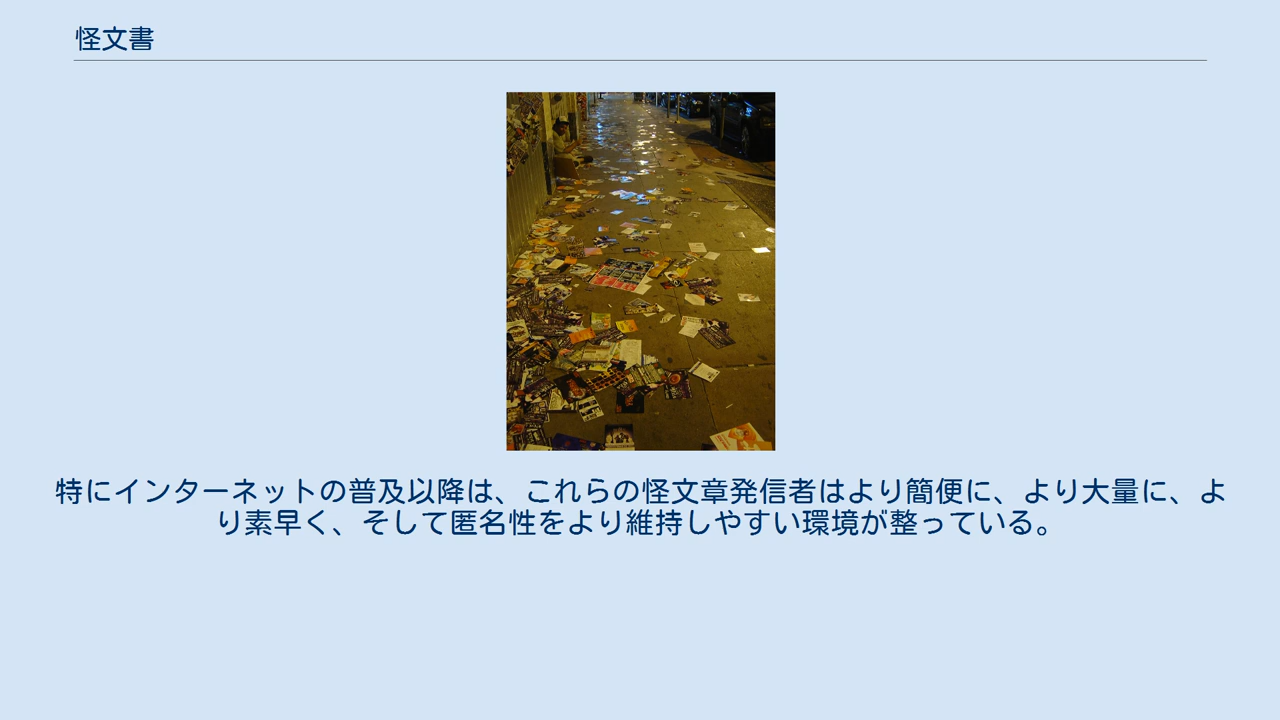 怪文書
特にインターネットの普及以降は、これらの怪文章発信者はより簡便に、より大量に、よ
り素早く、そして匿名性をより維持しやすい環境が整っている。